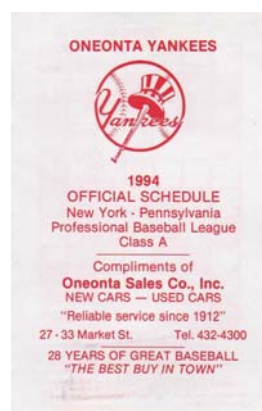 ONEONTA YANKEES
Yankees
1994
OFFICIAL SCHEDULE
New York - Pennsylvania
Professional Baseball League
Class A
Compliments of
Oneonta Sales Co., Inc.
NEW CARS — USED CARS
"Reliable service since 1912"
27 - 33 Market St. Tel. 432-4300
28 YEARS OF GREAT BASEBALL
"THE BEST BUY IN TOWN"